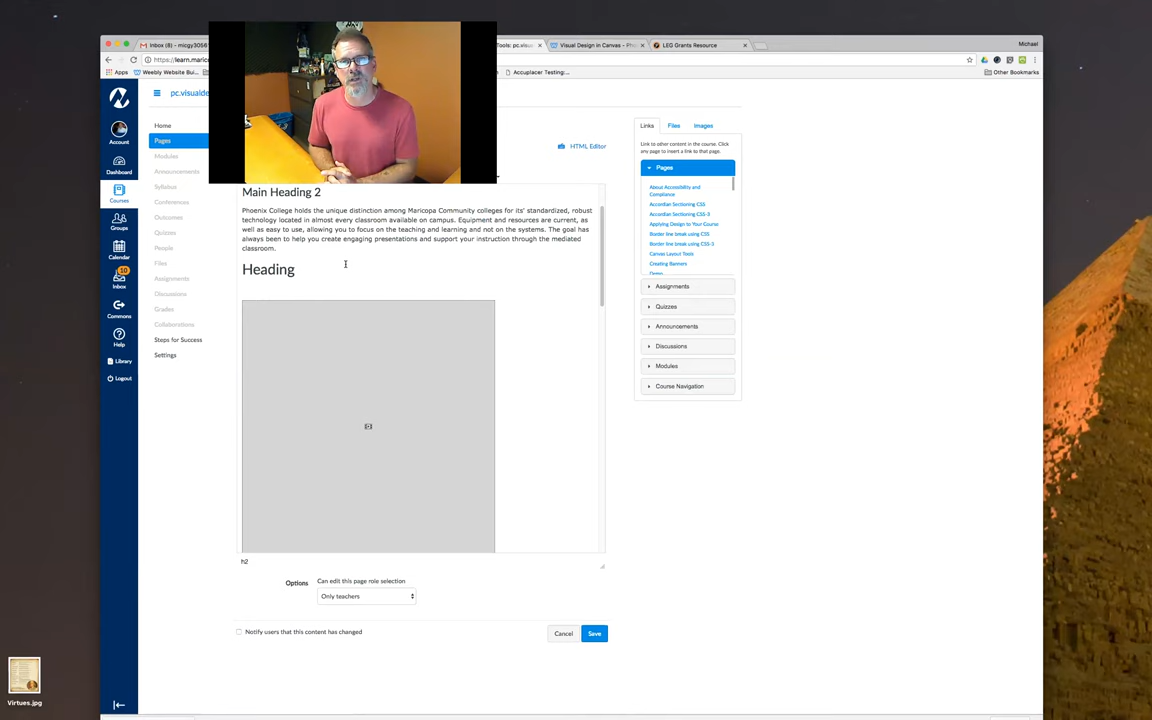 Inbox (8) - micgy3056
Tools: pc.visual
Visual Design in Canvas - Pho
LEG Grants Resource
Michael
https://learn.maric
Apps
Weebly Website Bui...
Accuplacer Testing:...
Other Bookmarks
pc.visualde
Account
Dashboard
Courses
Groups
Calendar
10
Inbox
Commons
Help
Library
Logout
Home
Pages
Modules
Announcements
Syllabus
Conferences
Outcomes
Quizzes
People
Files
Assignments
Discussions
Grades
Collaborations
Steps for Success
Settings
HTML Editor
Main Heading 2
Phoenix College holds the unique distinction among Maricopa Community colleges for its' standardized, robust
technology located in almost every classroom available on campus. Equipment and resources are current, as
well as easy to use, allowing you to focus on the teaching and learning and not on the systems. The goal has
always been to help you create engaging presentations and support your instruction through the mediated
classroom.
Heading
h2
Options
Can edit this page role selection
Only teachers
Notify users that this content has changed
Cancel
Save
Links
Files
Images
Link to other content in the course. Click
any page to insert a link to that page.
Pages
About Accessibility and
Compliance
Accordian Sectioning CSS
Accordian Sectioning CSS-3
Applying Design to Your Course
Border line break using CSS
Border line break using CSS-3
Canvas Layout Tools
Creating Banners
Assignments
Quizzes
Announcements
Discussions
Modules
Course Navigation
Virtues.jpg